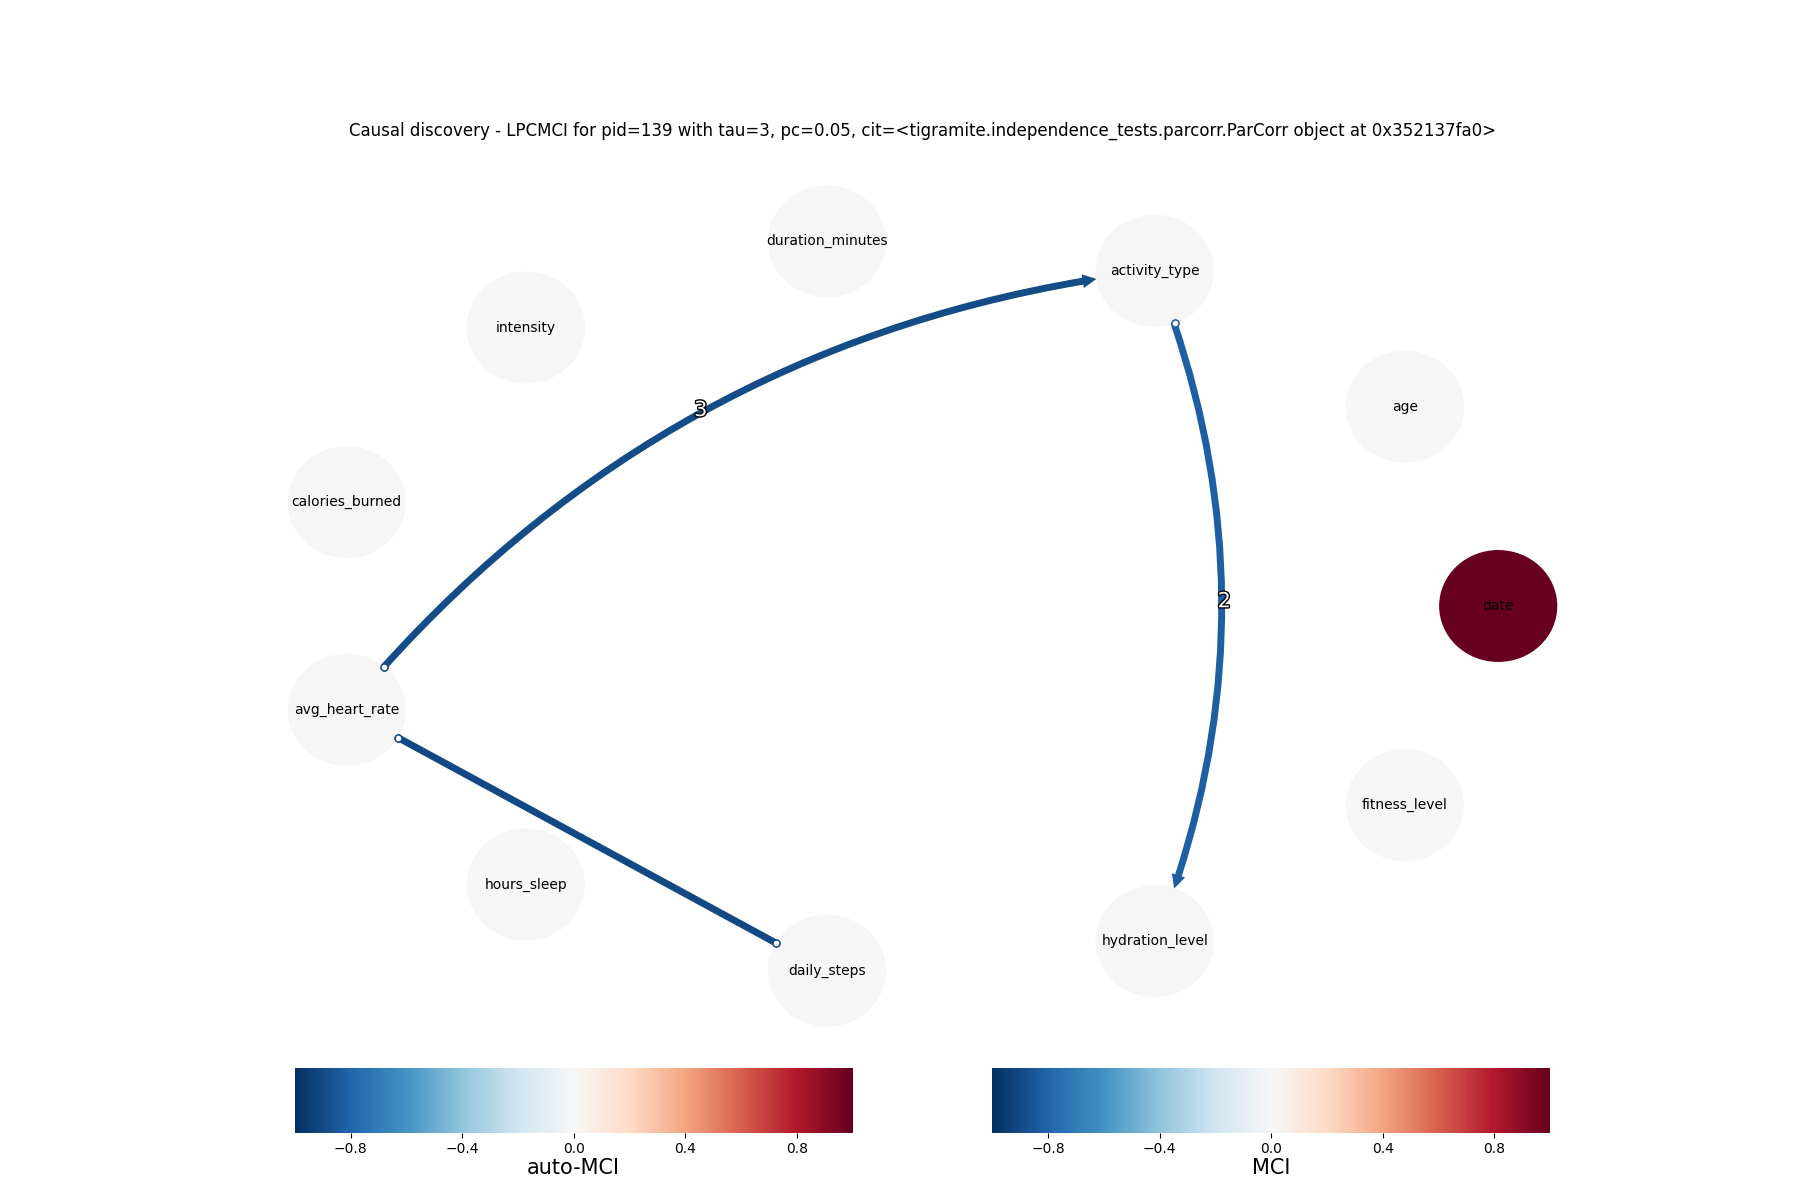 Causal discovery - LPCMCI for pid=139 with tau=3, pc=0.05, cit=<tigramite.independence_tests.parcorr.ParCorr object at 0x352137fa0>
duration_minutes
activity_type
intensity
age
3
calories_burned
2
date
avg_heart_rate
fitness_level
hours_sleep
hydration_level
daily_steps
−0.8 −0.4 0.0 0.4 0.8
auto-MCI
−0.8 −0.4 0.0 0.4 0.8
MCI